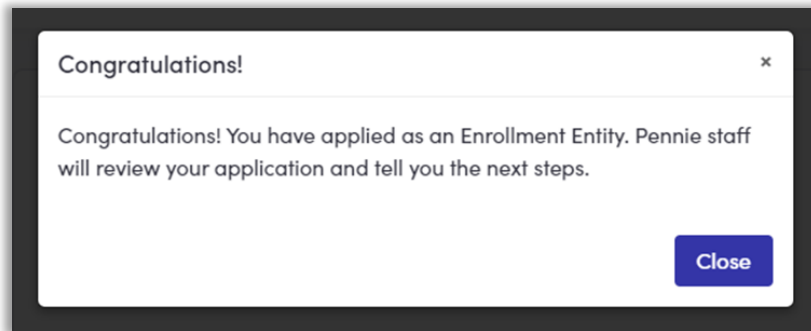 Congratulations!
×
Congratulations! You have applied as an Enrollment Entity. Pennie staff
will review your application and tell you the next steps.
Close